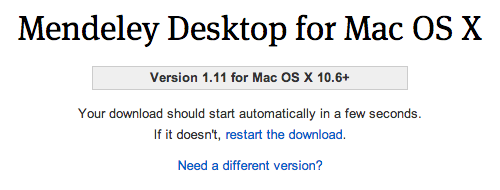 Mendeley Desktop for Mac OS X
Version 1.11 for Mac OS X 10.6+
Your download should start automatically in a few seconds.
If it doesn't, restart the download.
Need a different version?